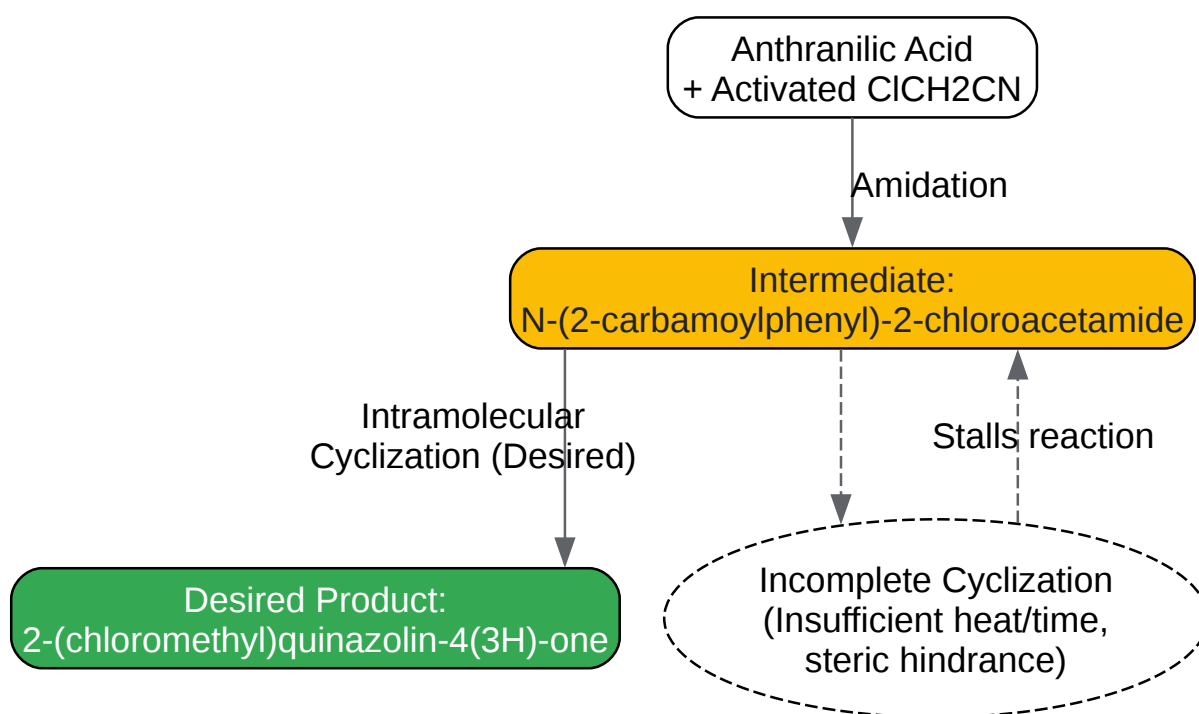 Anthranilic Acid
+ Activated ClCH2CN
Amidation
Intermediate:
N-(2-carbamoylphenyl)-2-chloroacetamide
Intramolecular
Cyclization (Desired)
Stalls reaction
Desired Product:
2-(chloromethyl)quinazolin-4(3H)-one
Incomplete Cyclization
(Insufficient heat/time,
steric hindrance)